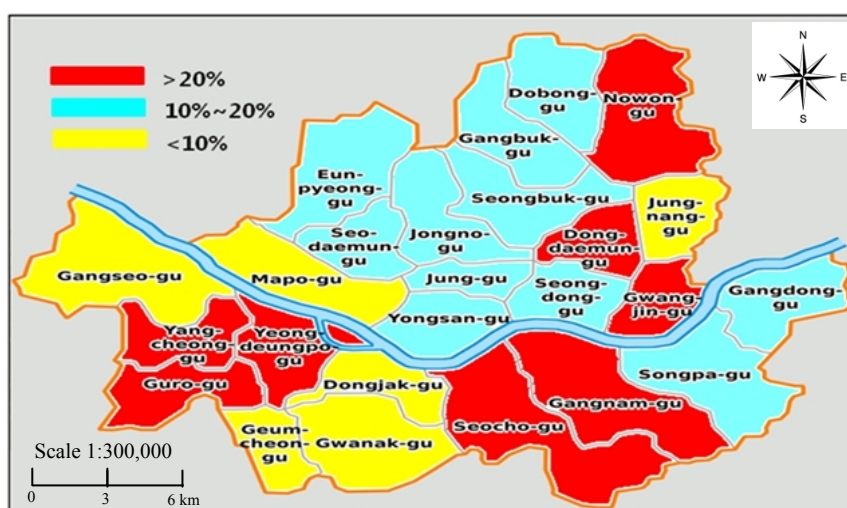 >20%
10%~20%
<10%
N
W
E
S
Dobong-
gu
Nowon-
gu
Gangbuk-
gu
Eun-
pyeong-
gu
Seongbuk-gu
Jung-
nang-
gu
Seo-
daemun-
gu
Jongno-
gu
Dong-
daemun-
gu
Gangseo-gu
Mapo-gu
Jung-gu
Seong-
dong-
gu
Gwang-
jin-gu
Gangdong-
gu
Yongsan-gu
Yang-
cheong-
gu
Yeong-
deungpo-
gu
Guro-gu
Dongjak-gu
Songpa-gu
Gangnam-gu
Seocho-gu
Geum-
cheon-
gu
Gwanak-gu
Scale 1:300,000
0 3 6 km